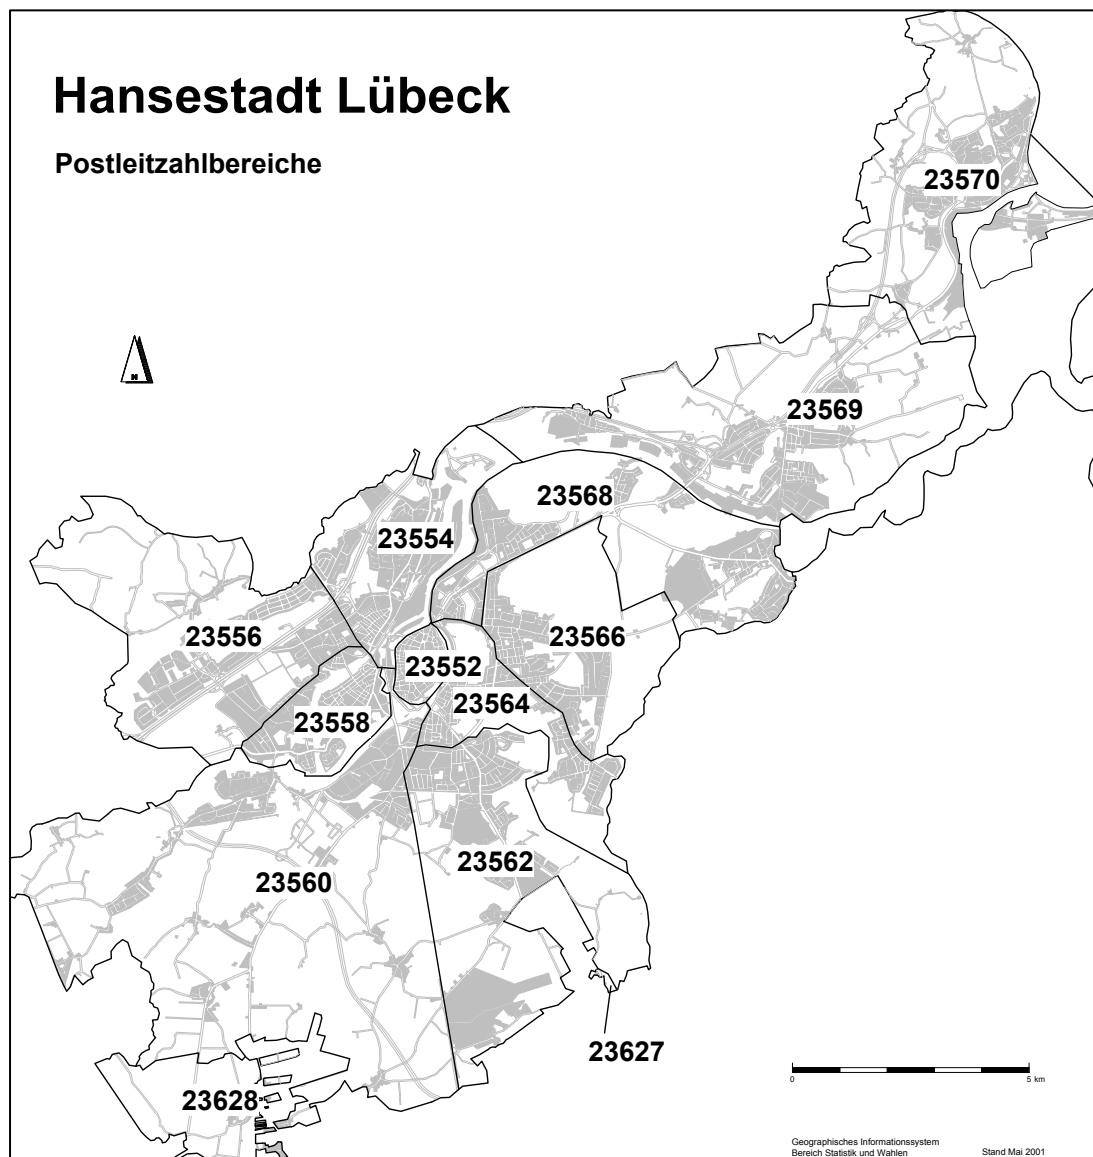 Hansestadt Lübeck
Postleitzahlbereiche
23570
N
23569
23568
23554
23556
23566
23552
23564
23558
23562
23560
23627
23628
0
5 km
Geographisches Informationssystem
Bereich Statistik und Wahlen
Stand Mai 2001